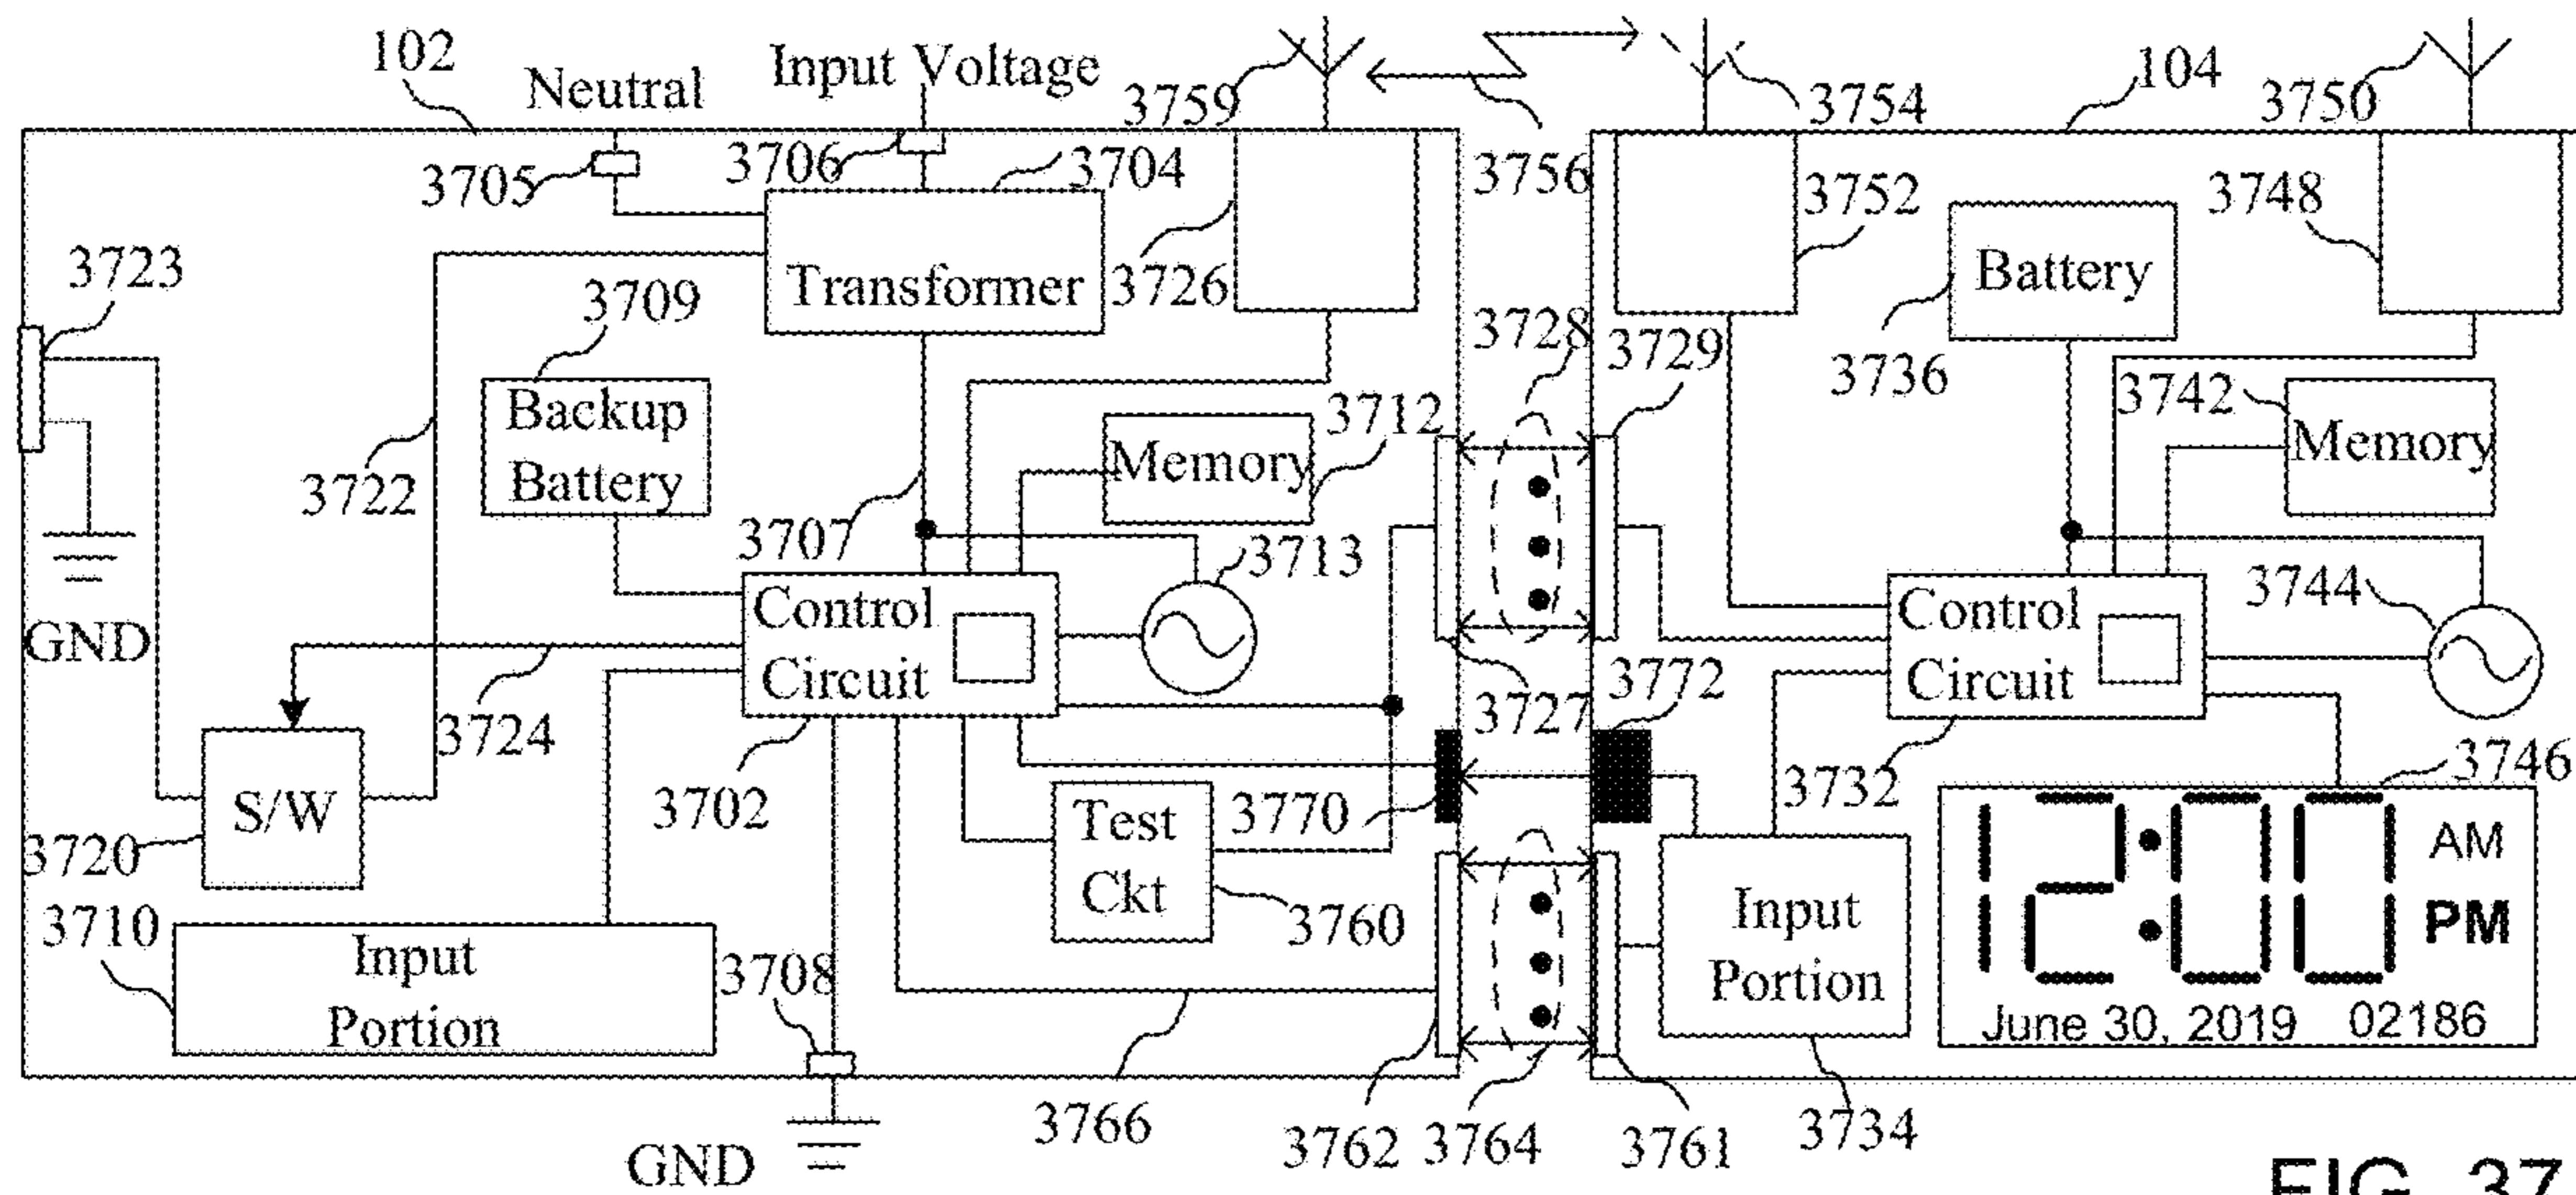 102
Neutral
Input Voltage
3759
3756
3754
104
3750
3705
3706
3704
3726
3752
3748
3723
Transformer
Battery
3709
3728
3729
3736
3742
Backup
Battery
3712
Memory
Memory
3722
3707
3713
3744
GND
Control
Circuit
Control
Circuit
3724
3727
3772
3702
3732
3746
S/W
3720
Test
Ckt
3770
3760
12:00
AM
PM
June 30, 2019 02186
3710
Input
Portion
3708
Input
Portion
GND
3766
3762
3764
3761
3734
FIG. 37